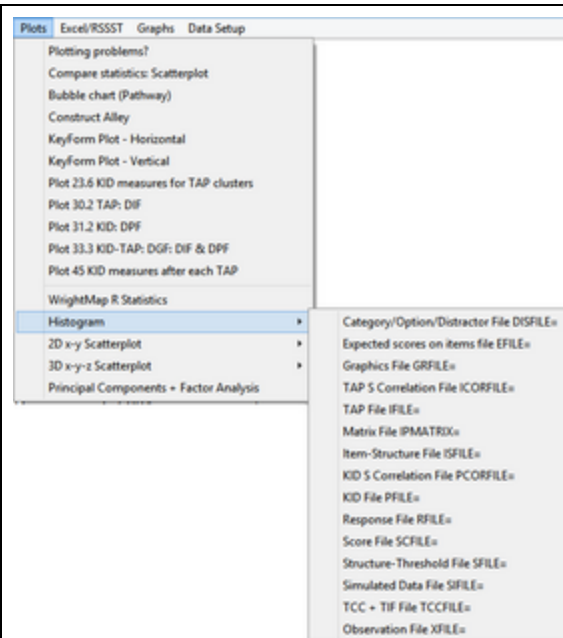 Plots Excel/RSSST Graphs Data Setup
Plotting problems?
Compare statistics: Scatterplot
Bubble chart (Pathway)
Construct Alley
KeyForm Plot - Horizontal
KeyForm Plot - Vertical
Plot 23.6 KID measures for TAP clusters
Plot 30.2 TAP: DIF
Plot 31.2 KID: DPF
Plot 33.3 KID-TAP: DGF: DIF & DPF
Plot 45 KID measures after each TAP
WrightMap R Statistics
Histogram
2D x-y Scatterplot
3D x-y-z Scatterplot
Principal Components + Factor Analysis
Category/Option/Distractor File DISFILE=
Expected scores on items file EFILE=
Graphics File GRFILE=
TAP S Correlation File ICORFILE=
TAP File IFILE=
Matrix File IPMATRIX=
Item-Structure File ISFILE=
KID S Correlation File PCORFILE=
KID File PFILE=
Response File RFILE=
Score File SCFILE=
Structure-Threshold File SFILE=
Simulated Data File SIFILE=
TCC + TIF File TCCFILE=
Observation File XFILE=